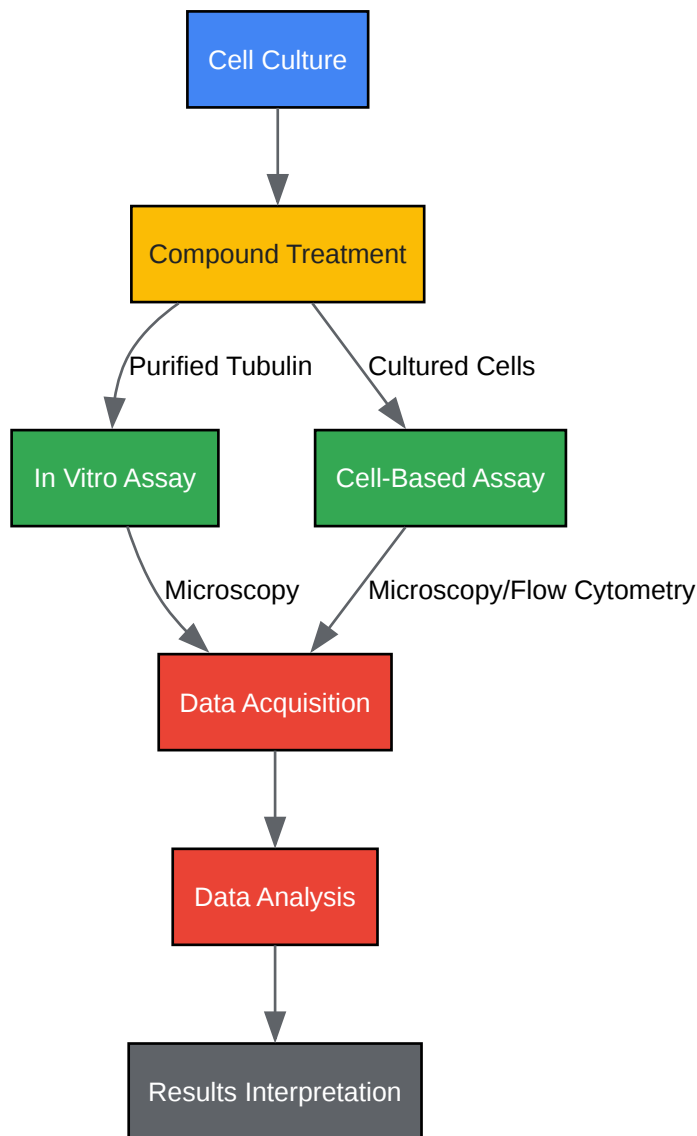 Cell Culture
Compound Treatment
Purified Tubulin
Cultured Cells
In Vitro Assay
Cell-Based Assay
Microscopy
Microscopy/Flow Cytometry
Data Acquisition
Data Analysis
Results Interpretation